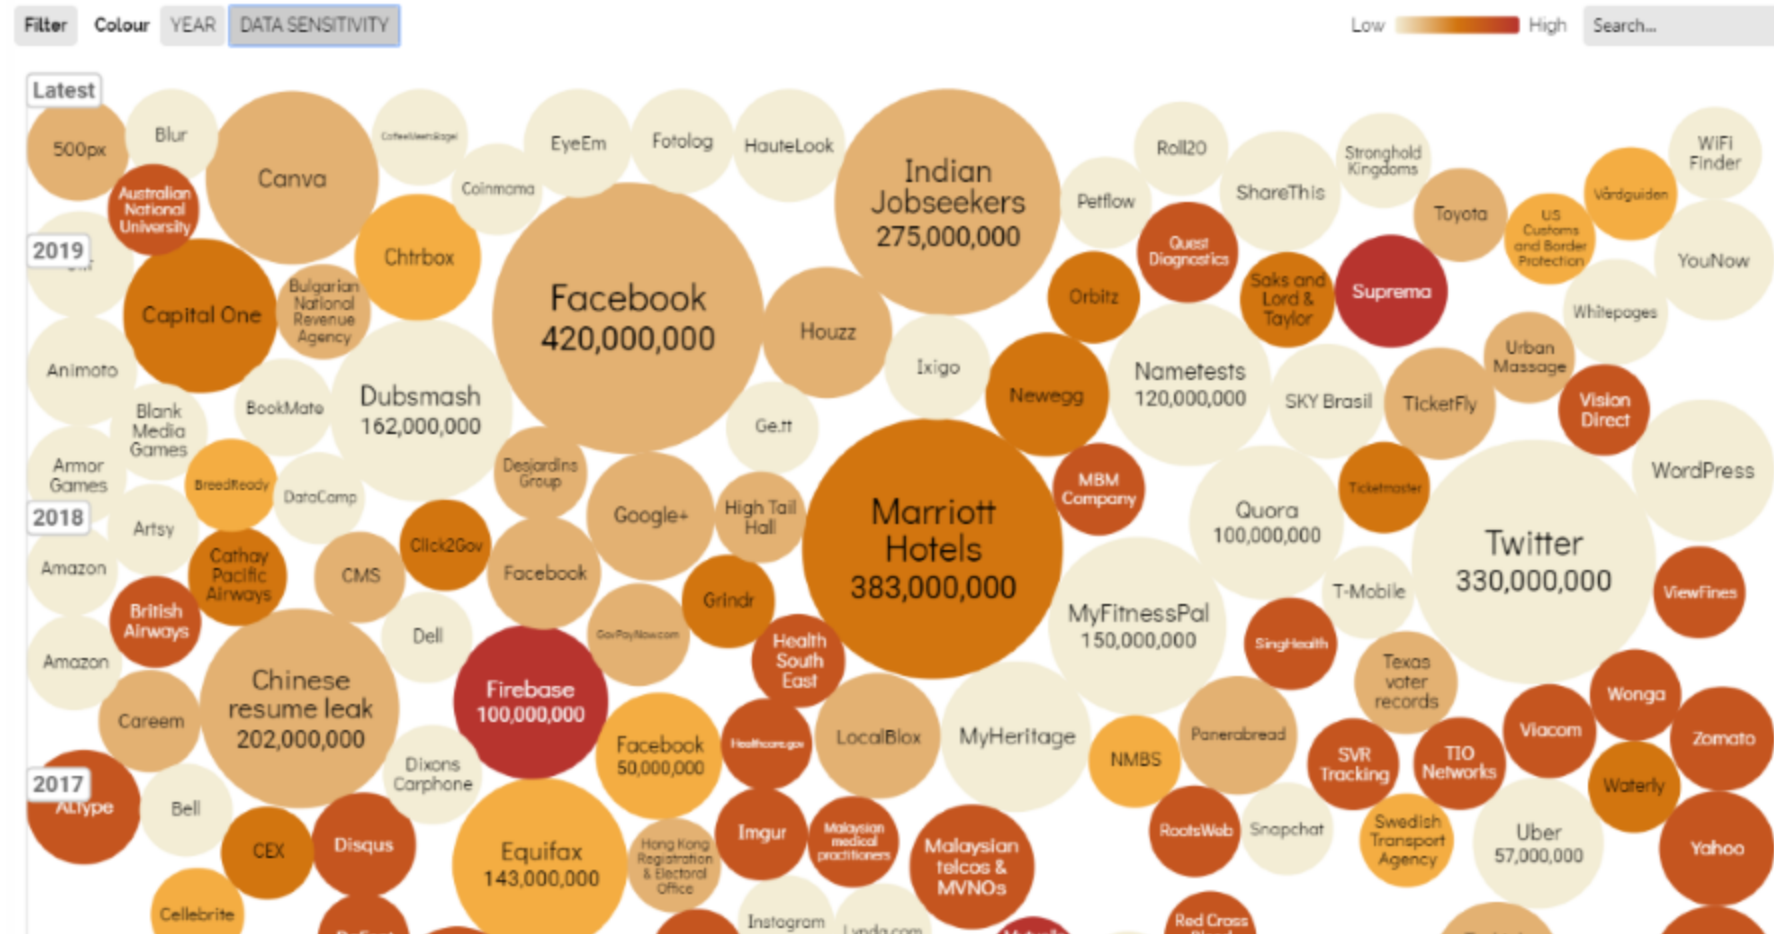 Filter Colour YEAR DATA SENSITIVITY Low High Search...
Latest
500px
Blur
Canva
CoffeeMeetsBagel
EyeEm
Fotolog
HauteLook
Indian
Jobseekers
275,000,000
Roll20
Stronghold
Kingdoms
WiFi
Finder
Australian
National
University
Coinmama
Petflow
ShareThis
Toyota
US
Customs
and Border
Protection
Vårdguiden
2019
Chtrbox
Quest
Diagnostics
YouNow
Capital One
Bulgarian
National
Revenue
Agency
Facebook
420,000,000
Houzz
Orbitz
Saks and
Lord &
Taylor
Suprema
Whitepages
Animoto
Ixigo
Urban
Massage
BookMate
Dubsmash
162,000,000
Newegg
Nametests
120,000,000
SKY Brasil
TIcketFly
Vision
Direct
Blank
Media
Games
Ge.tt
Armor
Games
BreedReady
DataCamp
Desjardins
Group
MBM
Company
Ticketmaster
WordPress
2018
Artsy
Google+
High Tail
Hall
Marriott
Hotels
383,000,000
Quora
100,000,000
Twitter
330,000,000
Amazon
Cathay
Pacific
Airways
CMS
Click2Gov
Facebook
Grindr
T-Mobile
ViewFines
British
Airways
Dell
GovPayNow.com
MyFitnessPal
150,000,000
SingHealth
Amazon
Health
South
East
Texas
voter
records
Chinese
resume leak
202,000,000
Firebase
100,000,000
Wonga
Careem
Facebook
50,000,000
Healthcare.gov
LocalBlox
MyHeritage
NMBS
Panerabread
SVR
Tracking
TIO
Networks
Viacom
Zomato
Dixons
Carphone
2017
Al.type
Bell
CEX
Disqus
Equifax
143,000,000
Hong Kong
Registration
& Electoral
Office
Imgur
Malaysian
medical
practitioners
Malaysian
telcos &
MVNOs
RootsWeb
Snapchat
Swedish
Transport
Agency
Uber
57,000,000
Waterly
Yahoo
Cellebrite
Instagram
Lynda.com
Red Cross